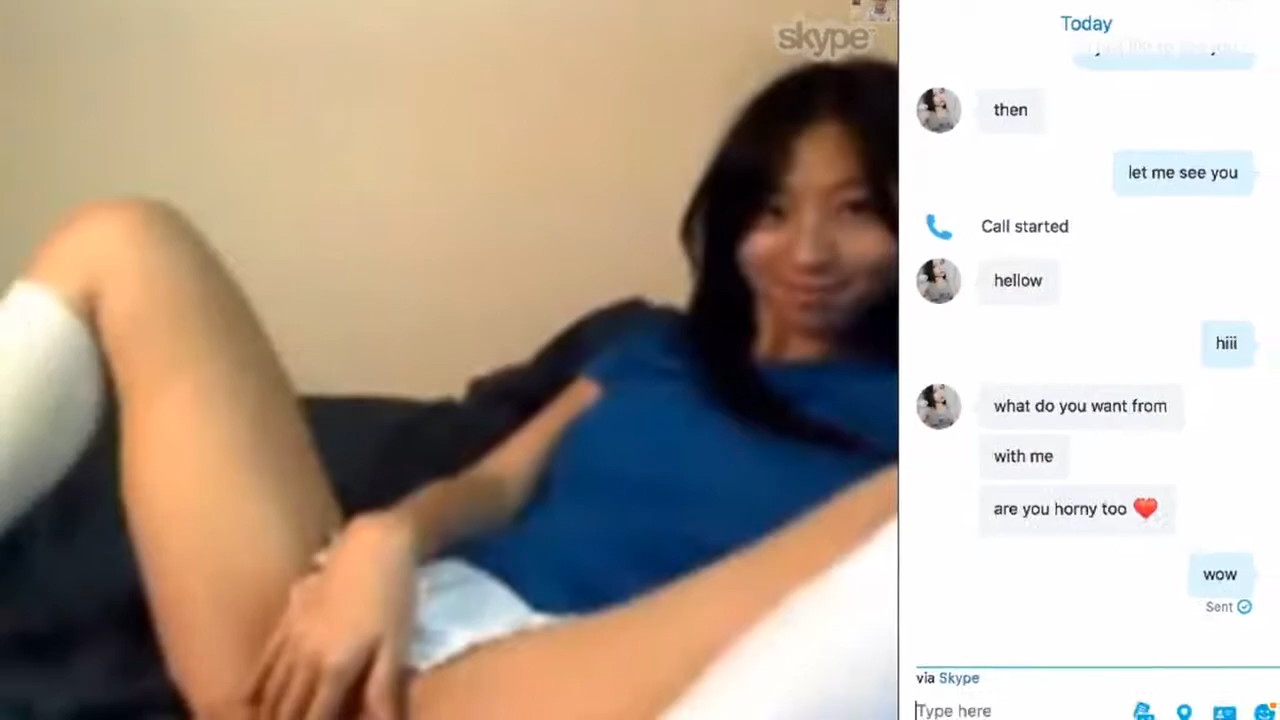 skype
Today
then
let me see you
Call started
hellow
hiii
what do you want from
with me
are you horny too ❤️
wow
Sent
via Skype
Type here